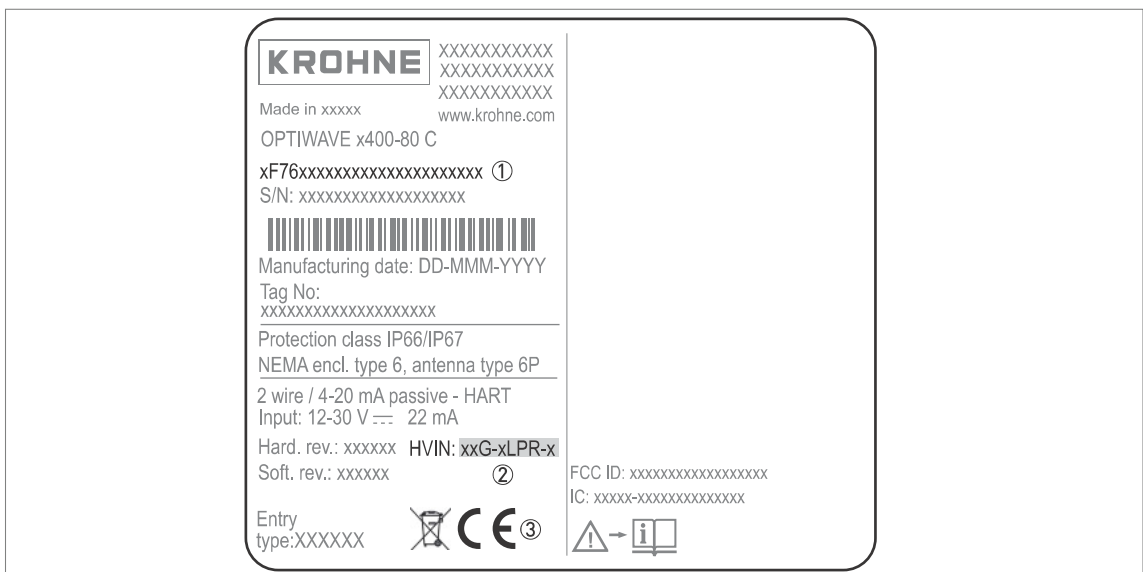 KROHNE
XXXXXXXXXXX
XXXXXXXXXXX
XXXXXXXXXXX
Made in xxxxx
www.krohne.com
OPTIWAVE x400-80 C
xF76xxxxxxxxxxxxxxxxxxxxx ①
S/N: xxxxxxxxxxxxxxxxxxx
Manufacturing date: DD-MMM-YYYY
Tag No:
xxxxxxxxxxxxxxxxxxxx
Protection class IP66/IP67
NEMA encl. type 6, antenna type 6P
2 wire / 4-20 mA passive - HART
Input: 12-30 V ⎓ 22 mA
Hard. rev.: xxxxxx HVIN: xxG-xLPR-x
Soft. rev.: xxxxxx ②
FCC ID: xxxxxxxxxxxxxxxxxx
IC: xxxxx-xxxxxxxxxxxxxx
Entry
type:XXXXXX
CE ③
i